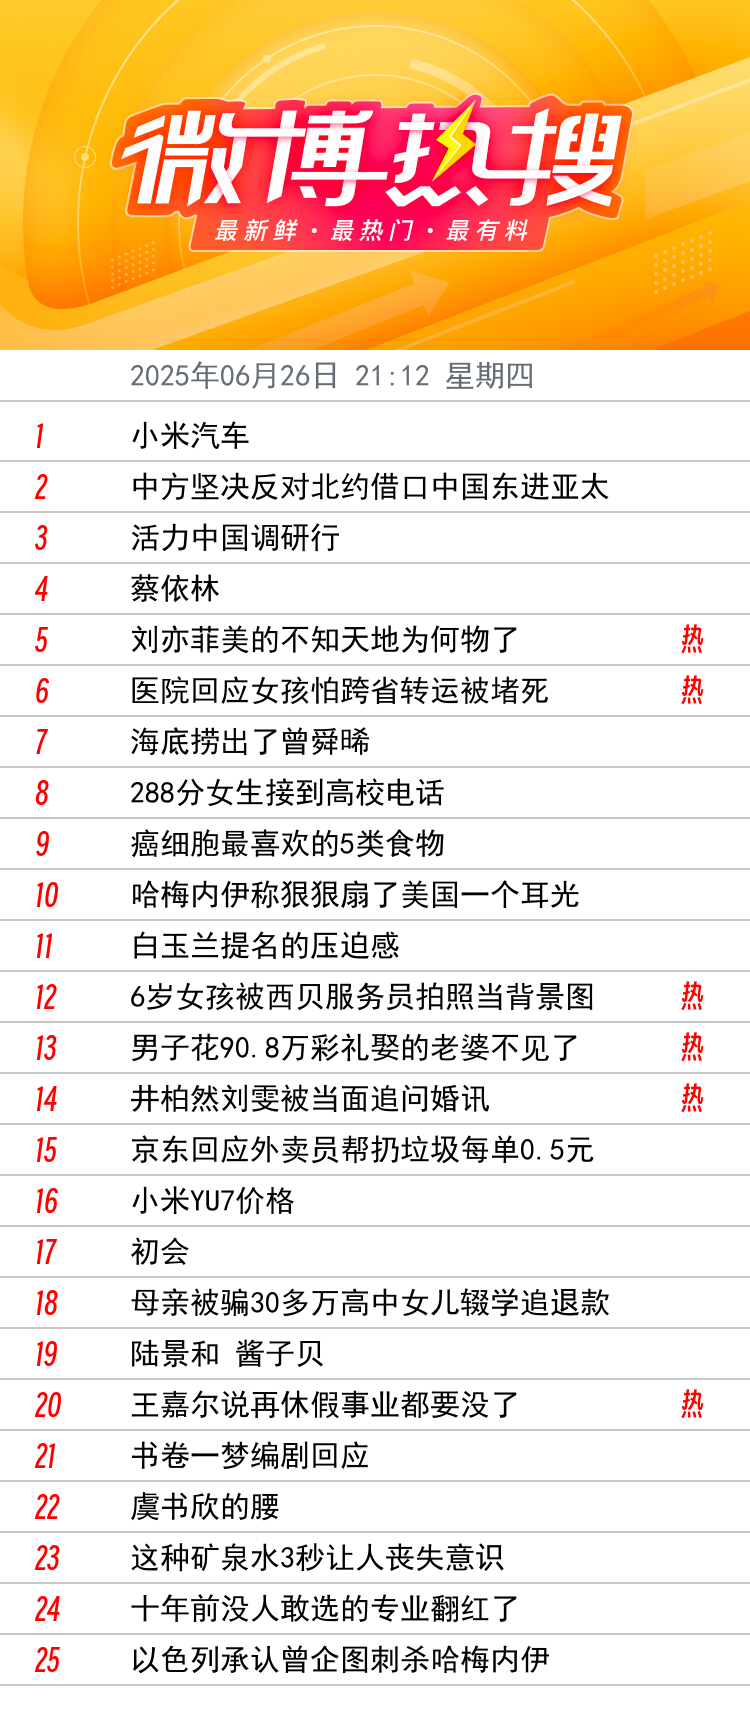 微博热搜
最新鲜·最热门·最有料
2025年06月26日 21:12 星期四
1 小米汽车
2 中方坚决反对北约借口中国东进亚太
3 活力中国调研行
4 蔡依林
5 刘亦菲美的不知天地为何物了 热
6 医院回应女孩怕跨省转运被堵死 热
7 海底捞出了曾舜晞
8 288分女生接到高校电话
9 癌细胞最喜欢的5类食物
10 哈梅内伊称狠狠扇了美国一个耳光
11 白玉兰提名的压迫感
12 6岁女孩被西贝服务员拍照当背景图 热
13 男子花90.8万彩礼娶的老婆不见了 热
14 井柏然刘雯被当面追问婚讯 热
15 京东回应外卖员帮扔垃圾每单0.5元
16 小米YU7价格
17 初会
18 母亲被骗30多万高中女儿辍学追退款
19 陆景和 酱子贝
20 王嘉尔说再休假事业都要没了 热
21 书卷一梦编剧回应
22 虞书欣的腰
23 这种矿泉水3秒让人丧失意识
24 十年前没人敢选的专业翻红了
25 以色列承认曾企图刺杀哈梅内伊